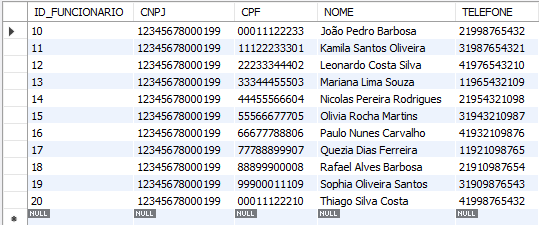 ID_FUNCIONARIO CNPJ CPF NOME TELEFONE
10 12345678000199 00011122233 João Pedro Barbosa 21998765432
11 12345678000199 11122233301 Kamila Santos Oliveira 31987654321
12 12345678000199 22233344402 Leonardo Costa Silva 41976543210
13 12345678000199 33344455503 Mariana Lima Souza 11965432109
14 12345678000199 44455566604 Nicolas Pereira Rodrigues 21954321098
15 12345678000199 55566677705 Olivia Rocha Martins 31943210987
16 12345678000199 66677788806 Paulo Nunes Carvalho 41932109876
17 12345678000199 77788899907 Quezia Dias Ferreira 11921098765
18 12345678000199 88899900008 Rafael Alves Barbosa 21910987654
19 12345678000199 99900011109 Sophia Oliveira Santos 31909876543
20 12345678000199 00011122210 Thiago Silva Costa 41998765432
NULL NULL NULL NULL NULL